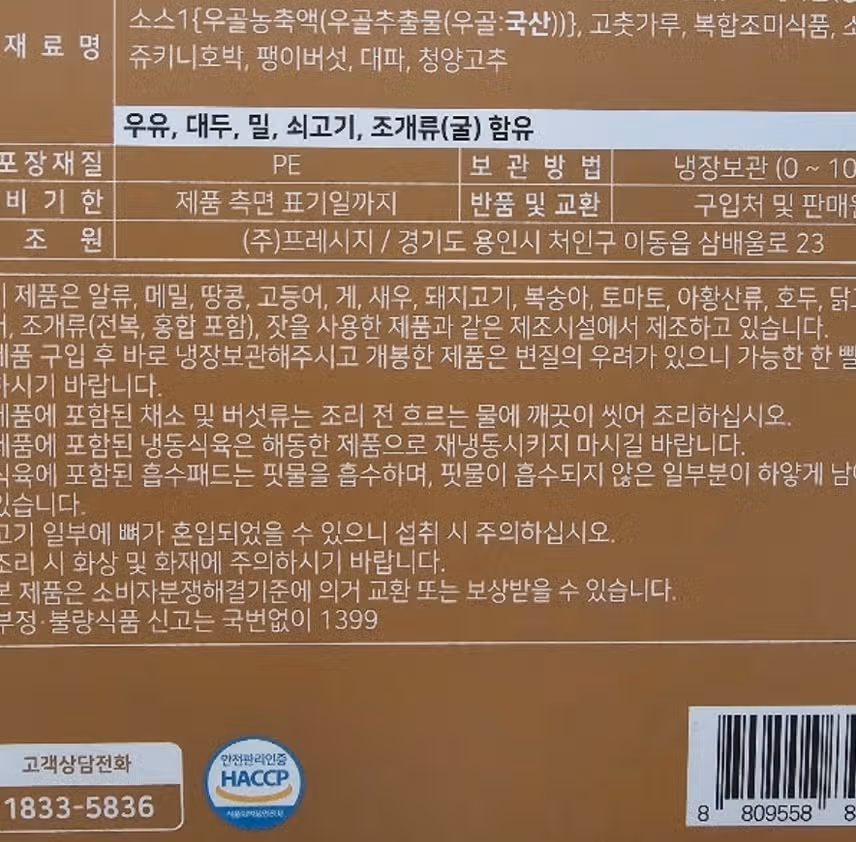 소스1{우골농축액(우골추출물(우골:국산))}, 고춧가루, 복합조미식품, 소
재 료 명
쥬키니호박, 팽이버섯, 대파, 청양고추
우유, 대두, 밀, 쇠고기, 조개류(굴) 함유
포장재질 PE 보 관 방 법 냉장보관 (0 ~ 10
비 기 한 제품 측면 표기일까지 반품 및 교환 구입처 및 판매원
조 원 (주)프레시지 / 경기도 용인시 처인구 이동읍 삼배울로 23
제품은 알류, 메밀, 땅콩, 고등어, 게, 새우, 돼지고기, 복숭아, 토마토, 아황산류, 호두, 닭고
어, 조개류(전복, 홍합 포함), 잣을 사용한 제품과 같은 제조시설에서 제조하고 있습니다.
제품 구입 후 바로 냉장보관해주시고 개봉한 제품은 변질의 우려가 있으니 가능한 한 빨
하시기 바랍니다.
제품에 포함된 채소 및 버섯류는 조리 전 흐르는 물에 깨끗이 씻어 조리하십시오.
제품에 포함된 냉동식육은 해동한 제품으로 재냉동시키지 마시길 바랍니다.
식육에 포함된 흡수패드는 핏물을 흡수하며, 핏물이 흡수되지 않은 일부분이 하얗게 남아
있습니다.
고기 일부에 뼈가 혼입되었을 수 있으니 섭취 시 주의하십시오.
조리 시 화상 및 화재에 주의하시기 바랍니다.
본 제품은 소비자분쟁해결기준에 의거 교환 또는 보상받을 수 있습니다.
부정·불량식품 신고는 국번없이 1399
고객상담전화
1833-5836
안전관리인증
HACCP
식품의약품안전처
8 809558 8